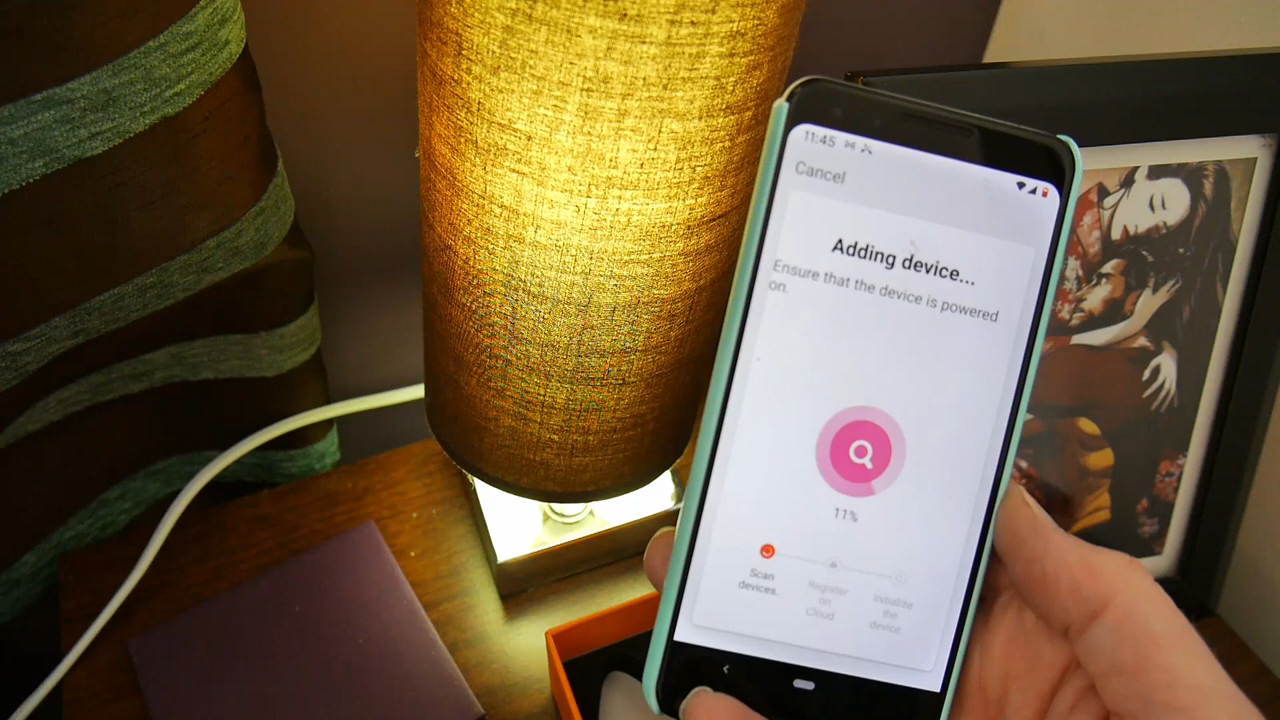 11:45
Cancel
Adding device...
Ensure that the device is powered
on.
11%
Scan
devices.
Register
on
Cloud
Initialize
the
device.